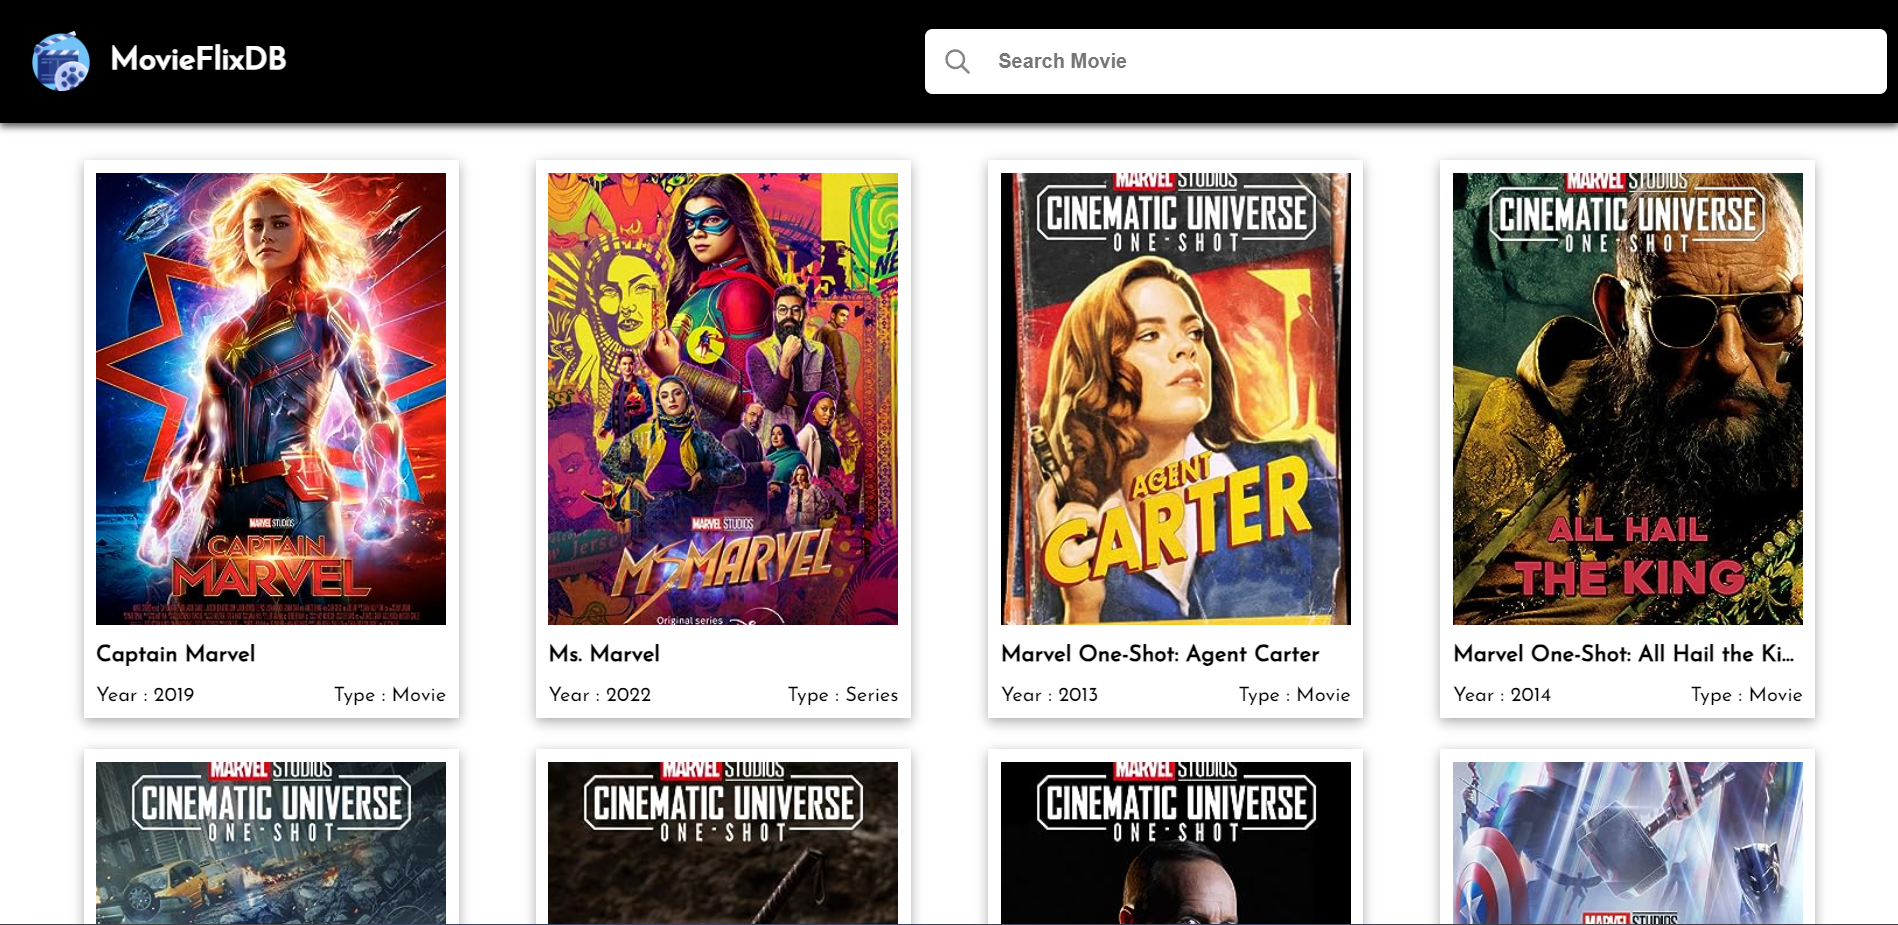 MovieFlixDB
Search Movie
MARVEL STUDIOS
CAPTAIN
MARVEL
Captain Marvel
Year : 2019
Type : Movie
New Jersey
MARVEL STUDIOS
MS MARVEL
Original series
Ms. Marvel
Year : 2022
Type : Series
MARVEL STUDIOS
CINEMATIC UNIVERSE
ONE-SHOT
AGENT
CARTER
Marvel One-Shot: Agent Carter
Year : 2013
Type : Movie
MARVEL STUDIOS
CINEMATIC UNIVERSE
ONE-SHOT
ALL HAIL
THE KING
Marvel One-Shot: All Hail the Ki...
Year : 2014
Type : Movie
MARVEL STUDIOS
CINEMATIC UNIVERSE
ONE-SHOT
MARVEL STUDIOS
CINEMATIC UNIVERSE
ONE-SHOT
MARVEL STUDIOS
CINEMATIC UNIVERSE
ONE-SHOT
MARVEL STUDIOS